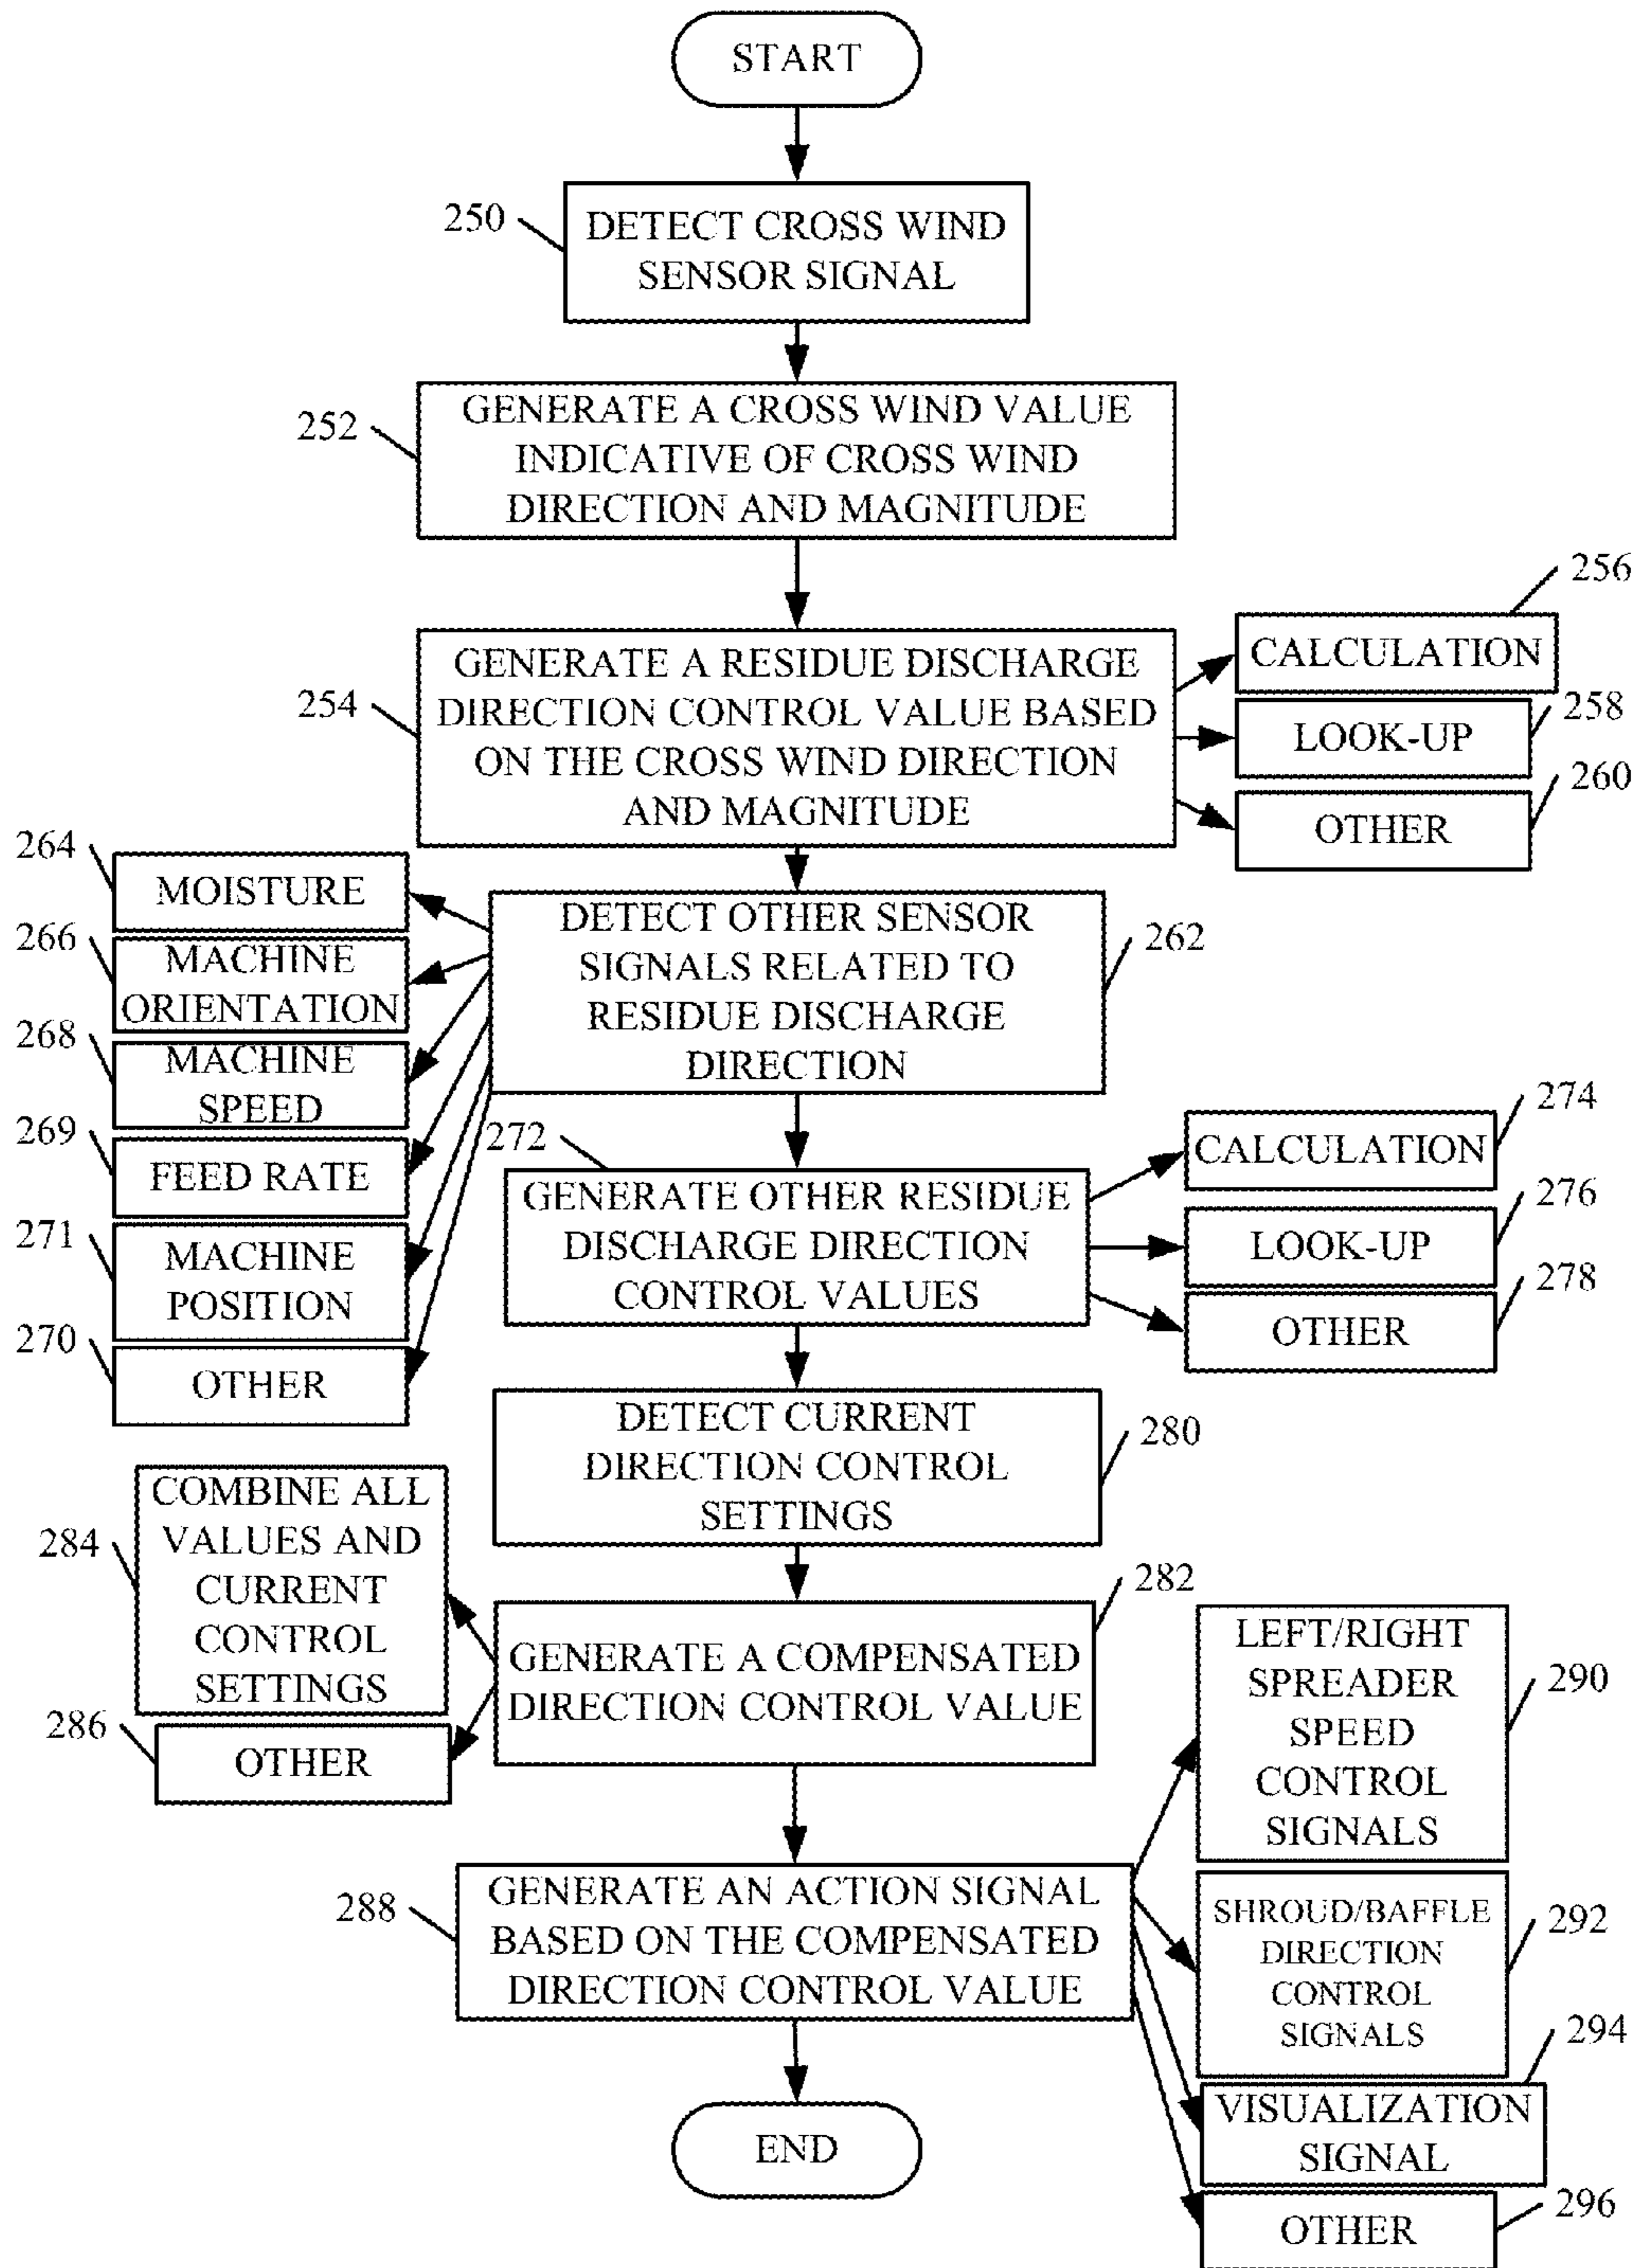 START
250
DETECT CROSS WIND
SENSOR SIGNAL
252
GENERATE A CROSS WIND VALUE
INDICATIVE OF CROSS WIND
DIRECTION AND MAGNITUDE
254
GENERATE A RESIDUE DISCHARGE
DIRECTION CONTROL VALUE BASED
ON THE CROSS WIND DIRECTION
AND MAGNITUDE
256
CALCULATION
258
LOOK-UP
260
OTHER
262
DETECT OTHER SENSOR
SIGNALS RELATED TO
RESIDUE DISCHARGE
DIRECTION
264
MOISTURE
266
MACHINE
ORIENTATION
268
MACHINE
SPEED
269
FEED RATE
271
MACHINE
POSITION
270
OTHER
272
GENERATE OTHER RESIDUE
DISCHARGE DIRECTION
CONTROL VALUES
274
CALCULATION
276
LOOK-UP
278
OTHER
280
DETECT CURRENT
DIRECTION CONTROL
SETTINGS
282
GENERATE A COMPENSATED
DIRECTION CONTROL VALUE
284
COMBINE ALL
VALUES AND
CURRENT
CONTROL
SETTINGS
286
OTHER
288
GENERATE AN ACTION SIGNAL
BASED ON THE COMPENSATED
DIRECTION CONTROL VALUE
290
LEFT/RIGHT
SPREADER
SPEED
CONTROL
SIGNALS
292
SHROUD/BAFFLE
DIRECTION
CONTROL
SIGNALS
294
VISUALIZATION
SIGNAL
296
OTHER
END